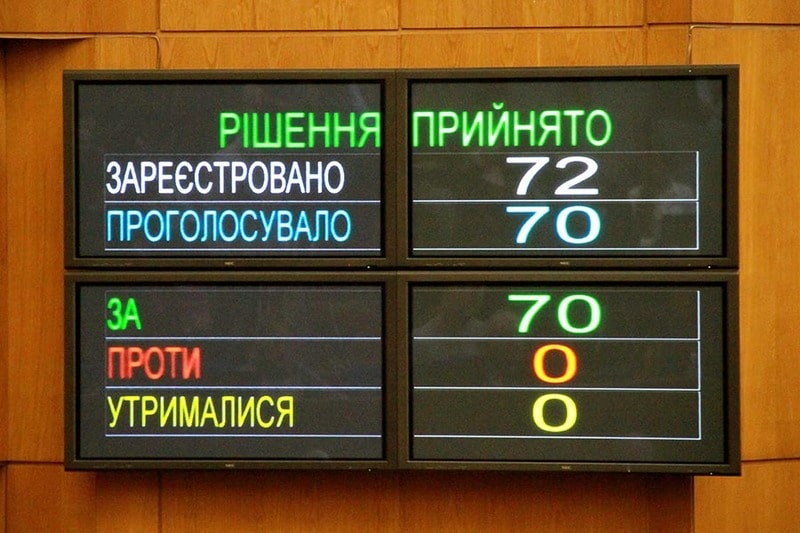 РІШЕННЯ ПРИЙНЯТО
ЗАРЕЄСТРОВАНО 72
ПРОГОЛОСУВАЛО 70
ЗА 70
ПРОТИ 0
УТРИМАЛИСЯ 0